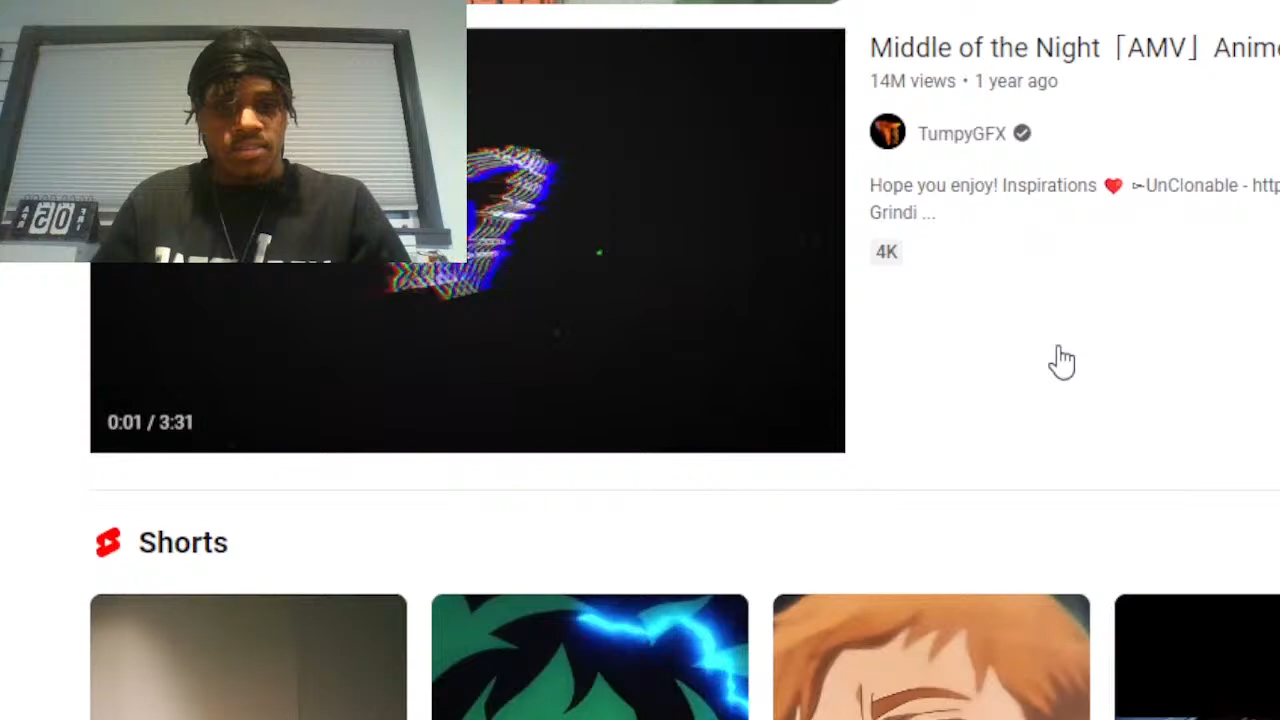 Middle of the Night「AMV」Anime
14M views • 1 year ago
TumpyGFX
Hope you enjoy! Inspirations ❤️ ➳UnClonable - http
Grindi ...
4K
0:01 / 3:31
Shorts